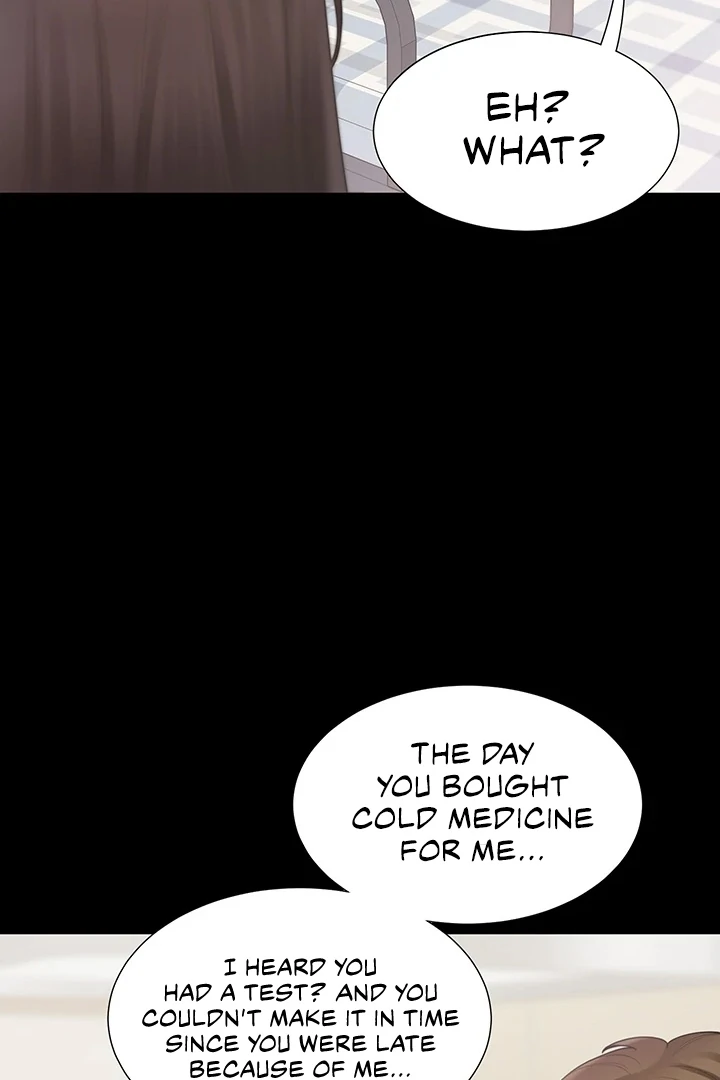 EH?
WHAT?
THE DAY
YOU BOUGHT
COLD MEDICINE
FOR ME...
I HEARD YOU
HAD A TEST? AND YOU
COULDN'T MAKE IT IN TIME
SINCE YOU WERE LATE
BECAUSE OF ME...